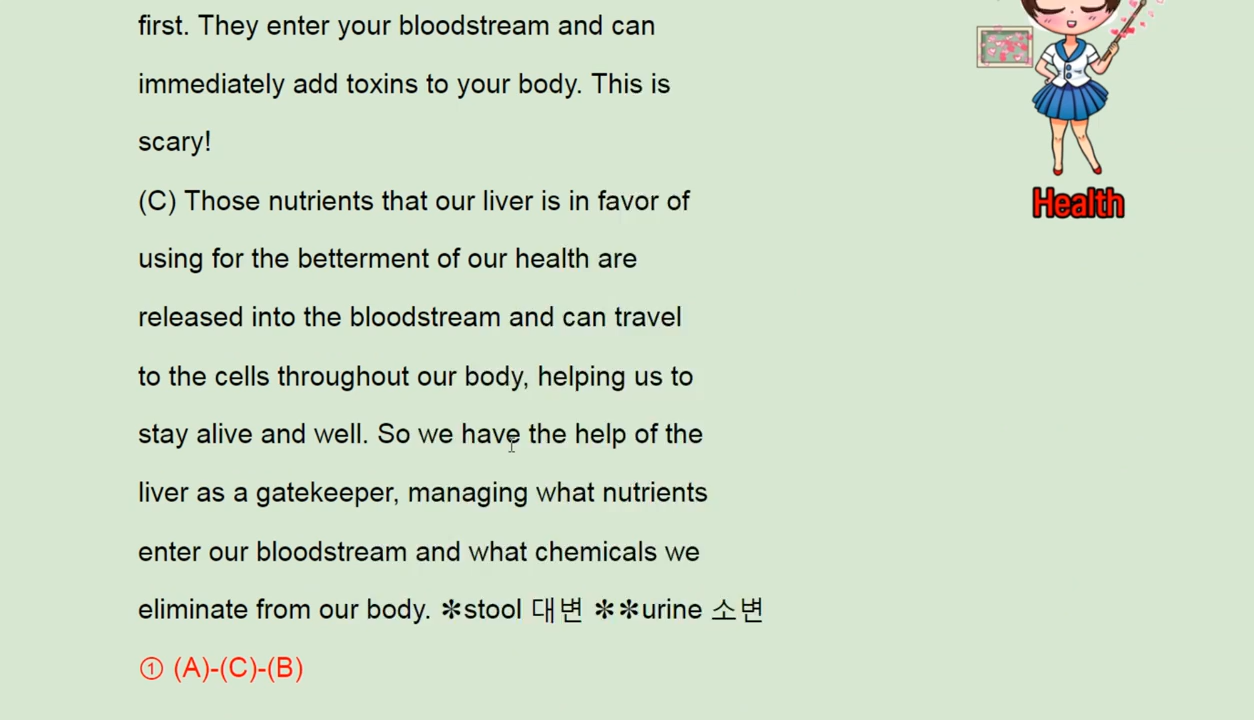 first. They enter your bloodstream and can
immediately add toxins to your body. This is
scary!
(C) Those nutrients that our liver is in favor of
using for the betterment of our health are
released into the bloodstream and can travel
to the cells throughout our body, helping us to
stay alive and well. So we have the help of the
liver as a gatekeeper, managing what nutrients
enter our bloodstream and what chemicals we
eliminate from our body. ✻stool 대변 ✻✻urine 소변
① (A)-(C)-(B)
Health